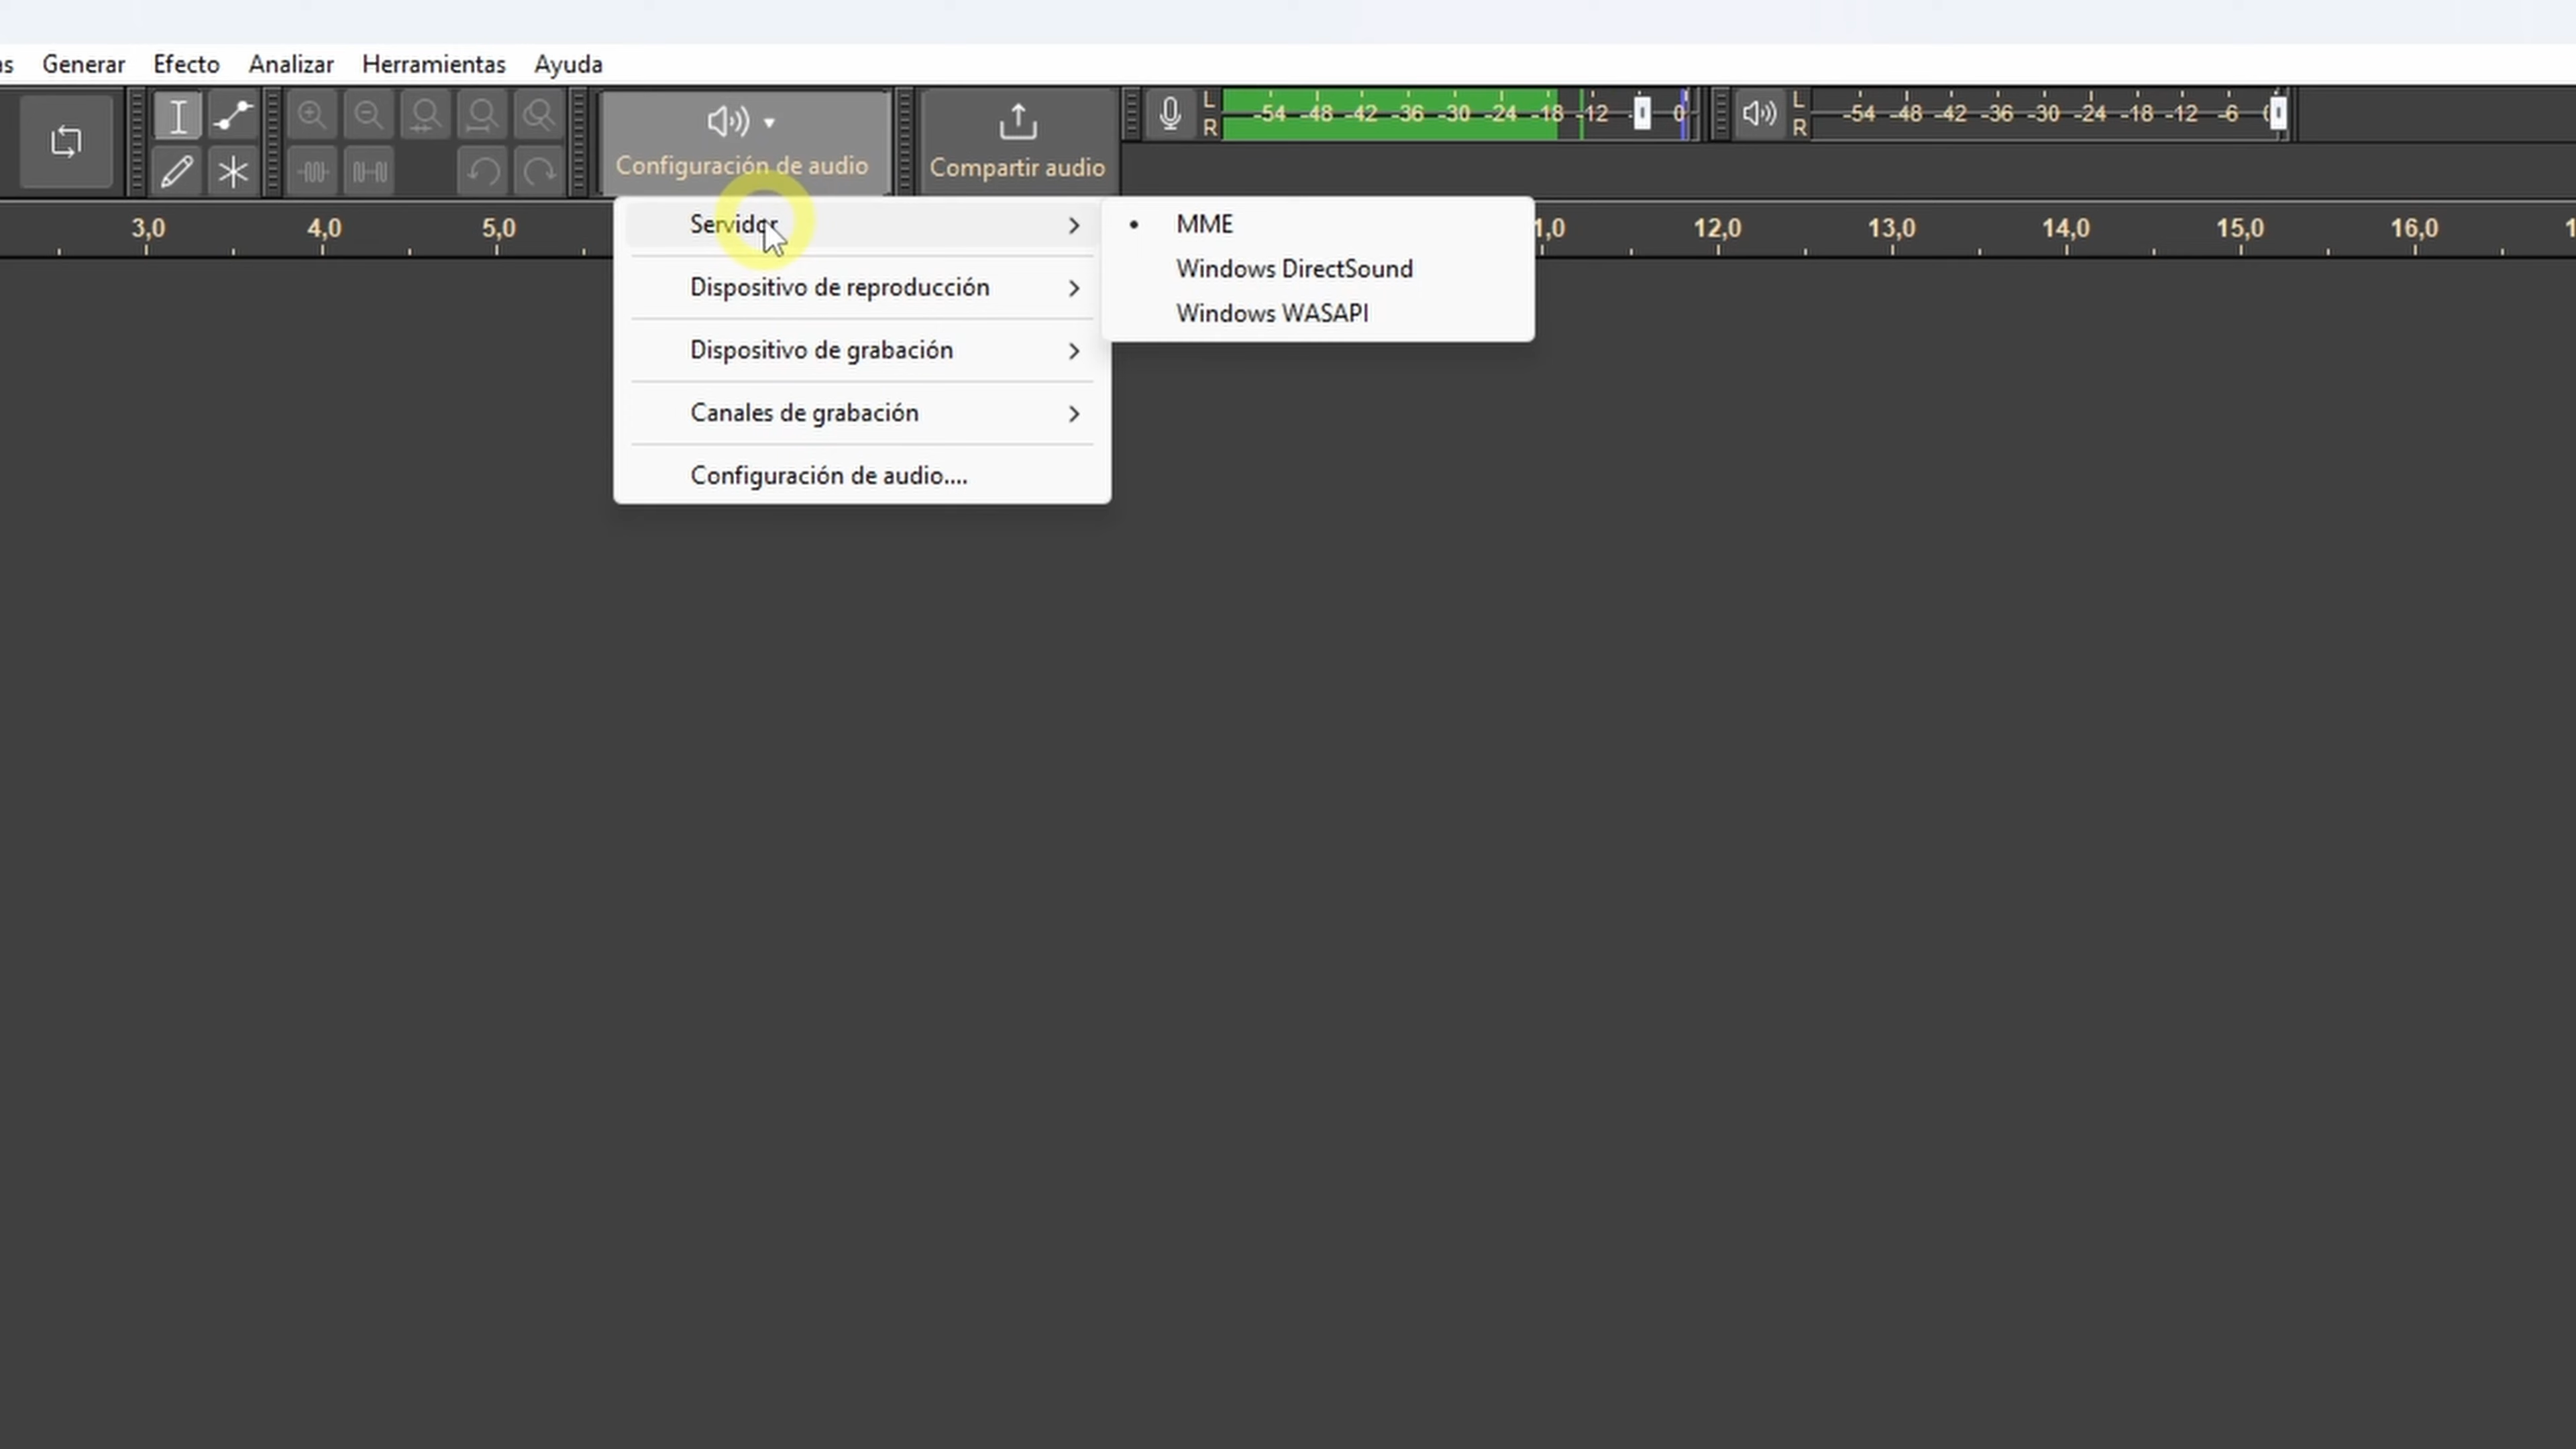 Generar Efecto Analizar Herramientas Ayuda
L -54 -48 -42 -36 -30 -24 -18 -12 0
R
L -54 -48 -42 -36 -30 -24 -18 -12 -6
R
Configuración de audio
Compartir audio
3,0 4,0 5,0 12,0 13,0 14,0 15,0 16,0
Servidor
MME
Windows DirectSound
Windows WASAPI
Dispositivo de reproducción
Dispositivo de grabación
Canales de grabación
Configuración de audio....